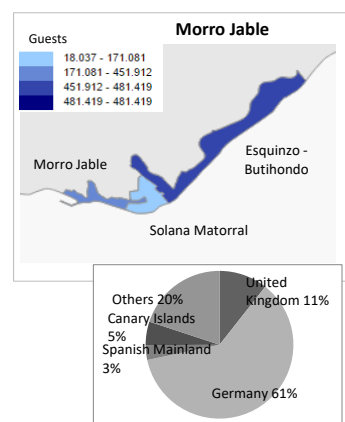 Morro Jable
Guests
18.037 - 171.081
171.081 - 451.912
451.912 - 481.419
481.419 - 481.419
Morro Jable
Esquinzo -
Butihondo
Solana Matorral
United
Kingdom 11%
Others 20%
Canary Islands
5%
Spanish Mainland
3%
Germany 61%